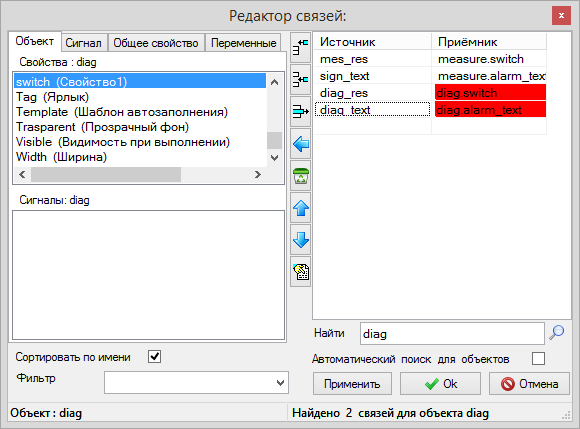 Редактор связей:
x
Объект Сигнал Общее свойство Переменные
Свойства : diag
switch (Свойство1)
Tag (Ярлык)
Template (Шаблон автозаполнения)
Trasparent (Прозрачный фон)
Visible (Видимость при выполнении)
Width (Ширина)
Сигналы: diag
Сортировать по имени
Фильтр
Источник Приёмник
mes_res measure.switch
sign_text measure.alarm_tex
diag_res diag.switch
diag_text diag.alarm_text
Найти diag
Автоматический поиск для объектов
Применить Ok Отмена
Объект : diag Найдено 2 связей для объекта diag